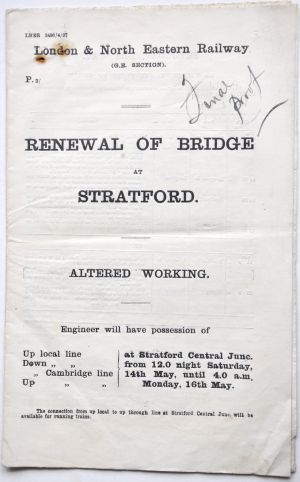 LNER 2426/4/27
London & North Eastern Railway
(G.E. SECTION).
P. 2/
Final Proof
RENEWAL OF BRIDGE
AT
STRATFORD.
ALTERED WORKING.
Engineer will have possession of
Up local line
Down „ „
„ Cambridge line
Up „ „
at Stratford Central Junc.
from 12.0 night Saturday,
14th May, until 4.0 a.m.
Monday, 16th May.
The connection from up local to up through line at Stratford Central Junc. will be
available for running trains.